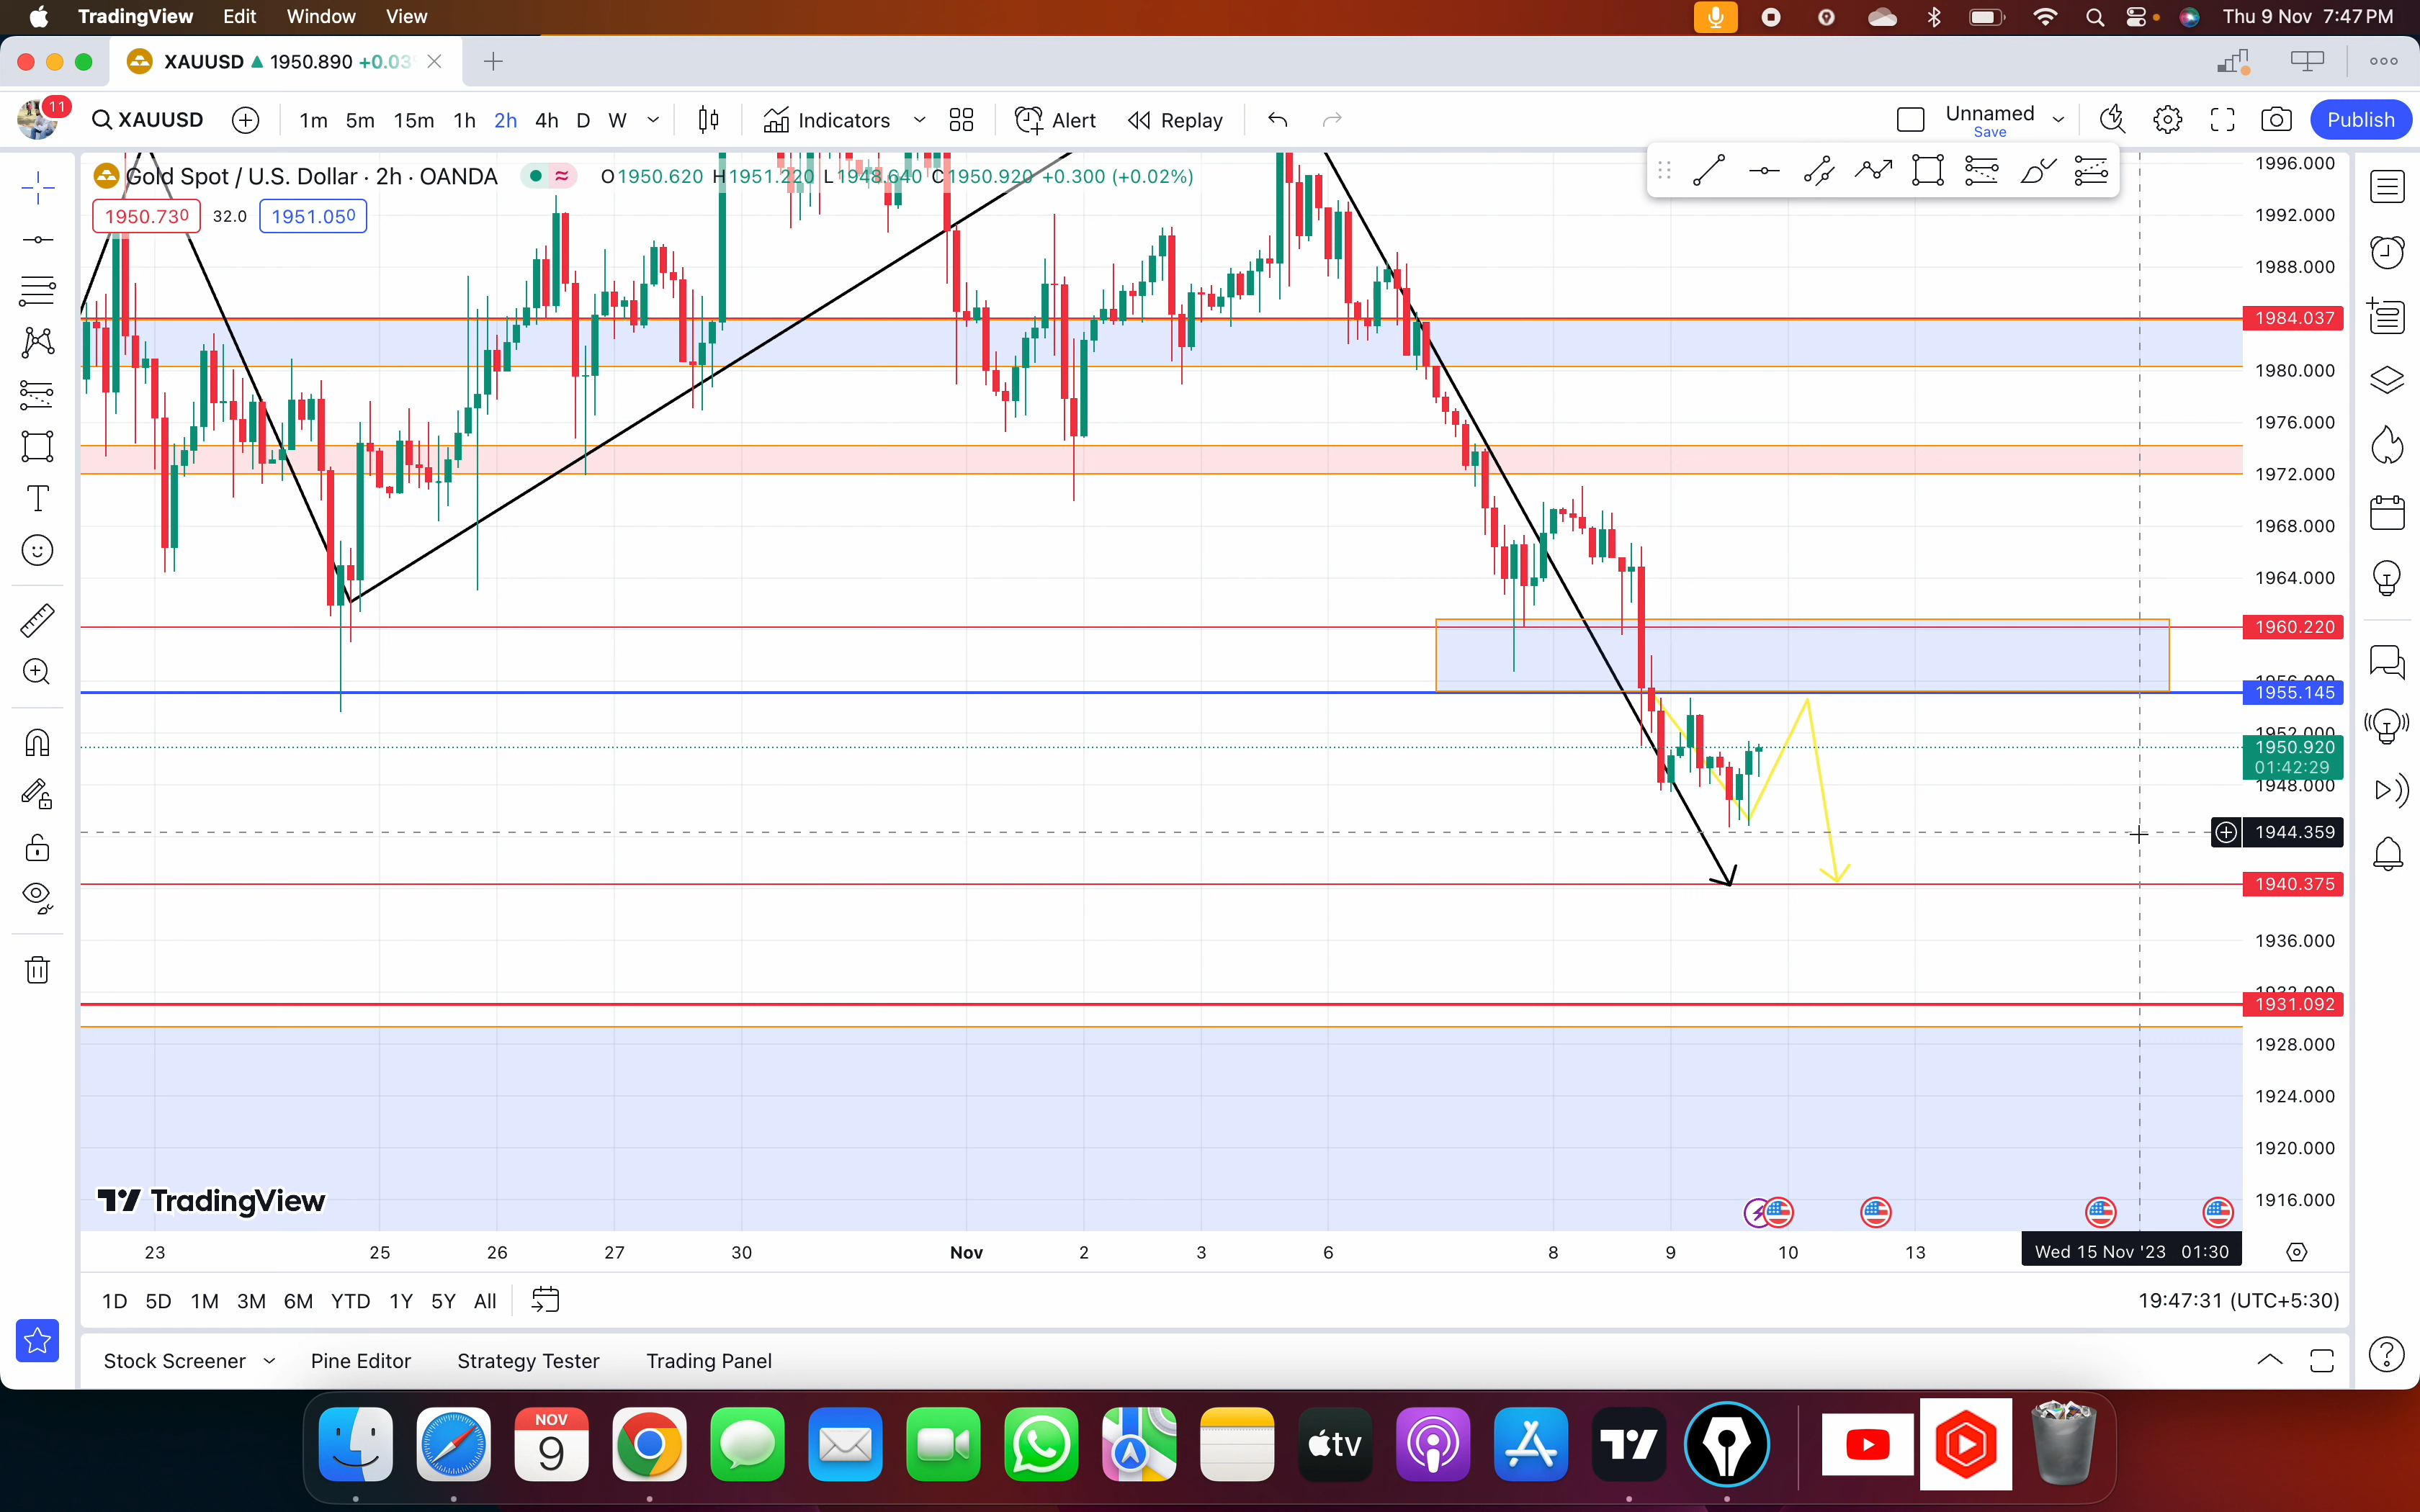 TradingView Edit Window View Thu 9 Nov 7:47 PM
XAUUSD 1950.890 +0.03
11 XAUUSD 1m 5m 15m 1h 2h 4h D W Indicators Alert Replay Unnamed Save Publish
Gold Spot / U.S. Dollar · 2h · OANDA O1950.620 H1951.220 L1948.640 C1950.920 +0.300 (+0.02%)
1950.730 32.0 1951.050
1996.000
1992.000
1988.000
1984.037
1980.000
1976.000
1972.000
1968.000
1964.000
1960.220
1955.145
1952.000
1950.920
01:42:29
1948.000
1944.359
1940.375
1936.000
1931.092
1928.000
1924.000
1920.000
1916.000
TradingView
23 25 26 27 30 Nov 2 3 6 8 9 10 13 Wed 15 Nov '23 01:30
1D 5D 1M 3M 6M YTD 1Y 5Y All 19:47:31 (UTC+5:30)
Stock Screener Pine Editor Strategy Tester Trading Panel
NOV
9
tv